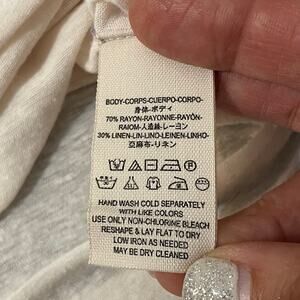 BODY-CORPS-CUERPO-CORPO-
身体-ボディ
70% RAYON-RAYONNE-RAYON-
RAIOM-人造絲-レーヨン
30% LINEN-LIN-LINO-LEINEN-LINHO-
亞麻布-リネン
HAND WASH COLD SEPARATELY
WITH LIKE COLORS
USE ONLY NON-CHLORINE BLEACH
RESHAPE & LAY FLAT TO DRY
LOW IRON AS NEEDED
MAY BE DRY CLEANED